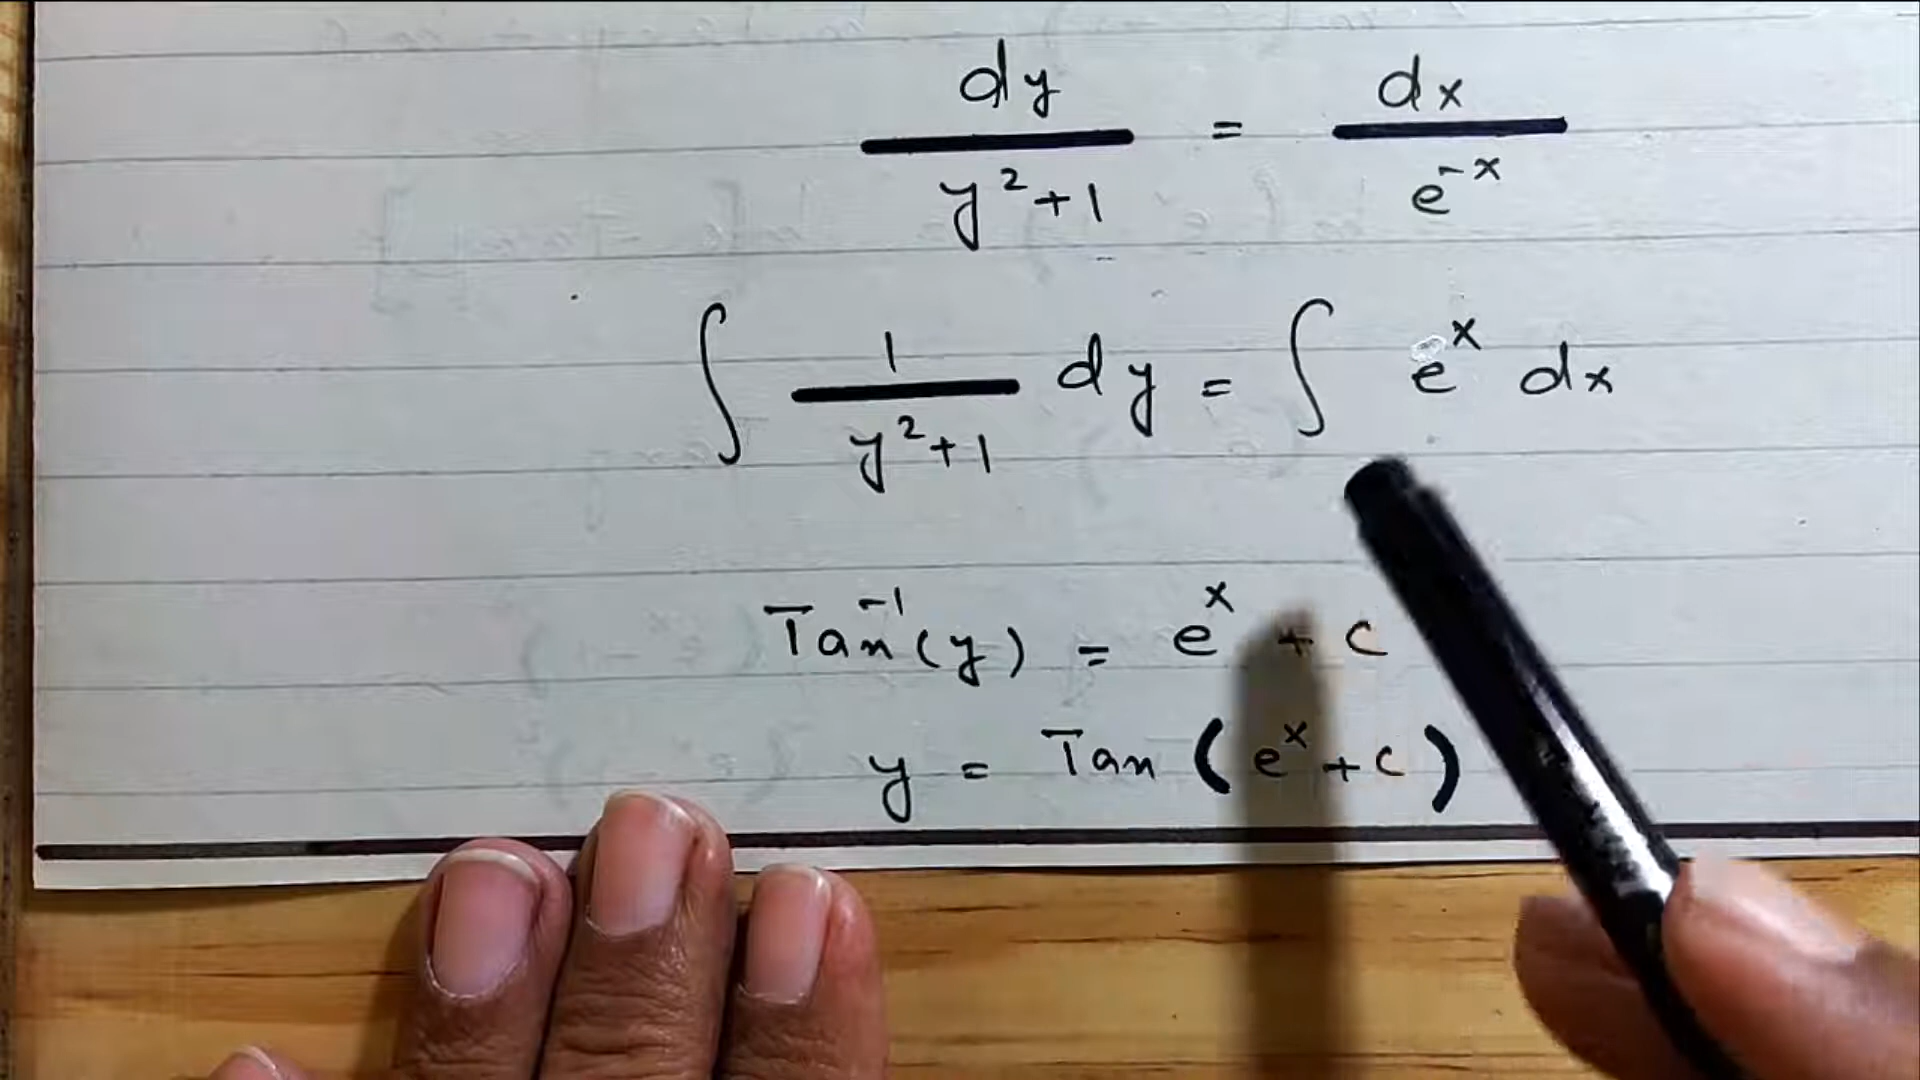 dy/(y²+1) = dx/e⁻ˣ
∫ 1/(y²+1) dy = ∫ eˣ dx
Tan⁻¹(y) = eˣ + c
y = Tan (eˣ + c)